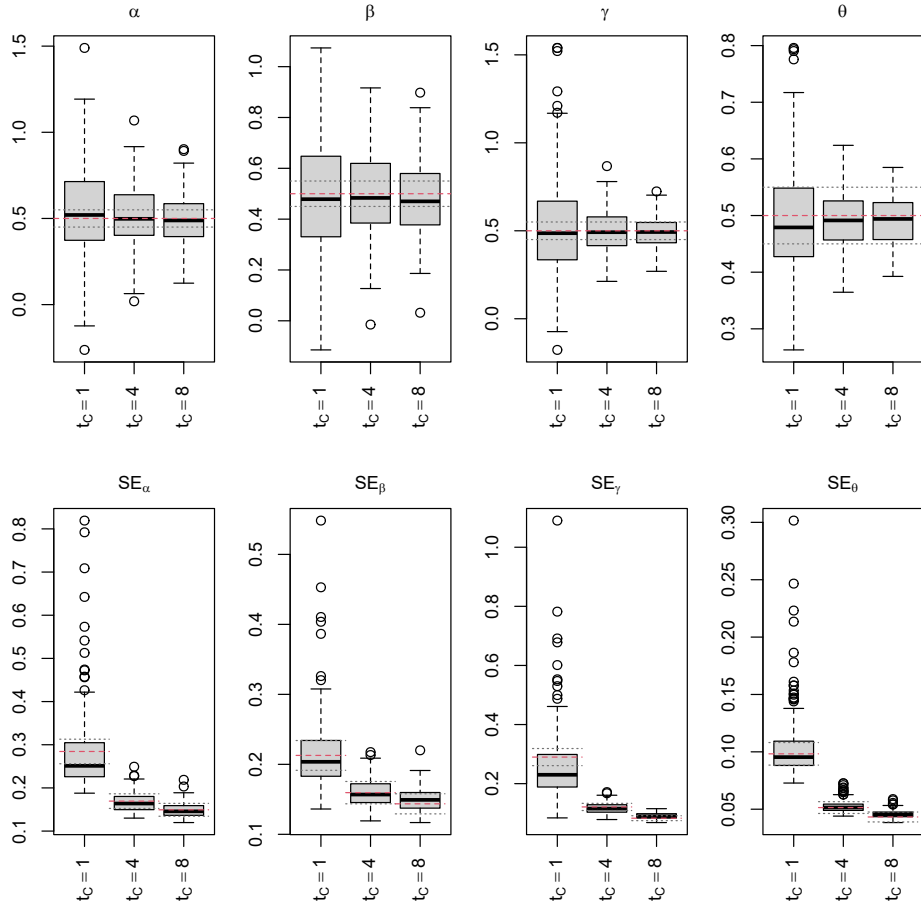 α
β
γ
θ
1.5
1.0
0.5
0.0
t_C = 1
t_C = 4
t_C = 8
1.0
0.8
0.6
0.4
0.2
0.0
t_C = 1
t_C = 4
t_C = 8
1.5
1.0
0.5
0.0
t_C = 1
t_C = 4
t_C = 8
0.8
0.7
0.6
0.5
0.4
0.3
t_C = 1
t_C = 4
t_C = 8
SE_α
SE_β
SE_γ
SE_θ
0.8
0.7
0.6
0.5
0.4
0.3
0.2
0.1
t_C = 1
t_C = 4
t_C = 8
0.5
0.4
0.3
0.2
0.1
t_C = 1
t_C = 4
t_C = 8
1.0
0.8
0.6
0.4
0.2
t_C = 1
t_C = 4
t_C = 8
0.30
0.25
0.20
0.15
0.10
0.05
t_C = 1
t_C = 4
t_C = 8